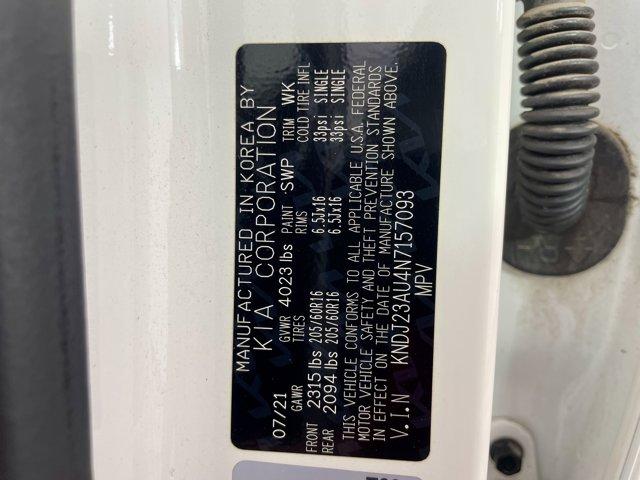 MANUFACTURED IN KOREA BY
KIA CORPORATION
07/21 GVWR 4023 lbs PAINT SWP TRIM WK
GAWR TIRES RIMS COLD TIRE INFL
FRONT 2315 lbs 205/60R16 6.5Jx16 33psi SINGLE
REAR 2094 lbs 205/60R16 6.5Jx16 33psi SINGLE
THIS VEHICLE CONFORMS TO ALL APPLICABLE U.S.A. FEDERAL
MOTOR VEHICLE SAFETY AND THEFT PREVENTION STANDARDS
IN EFFECT ON THE DATE OF MANUFACTURE SHOWN ABOVE.
V.I.N KNDJ23AU4N7157093
MPV